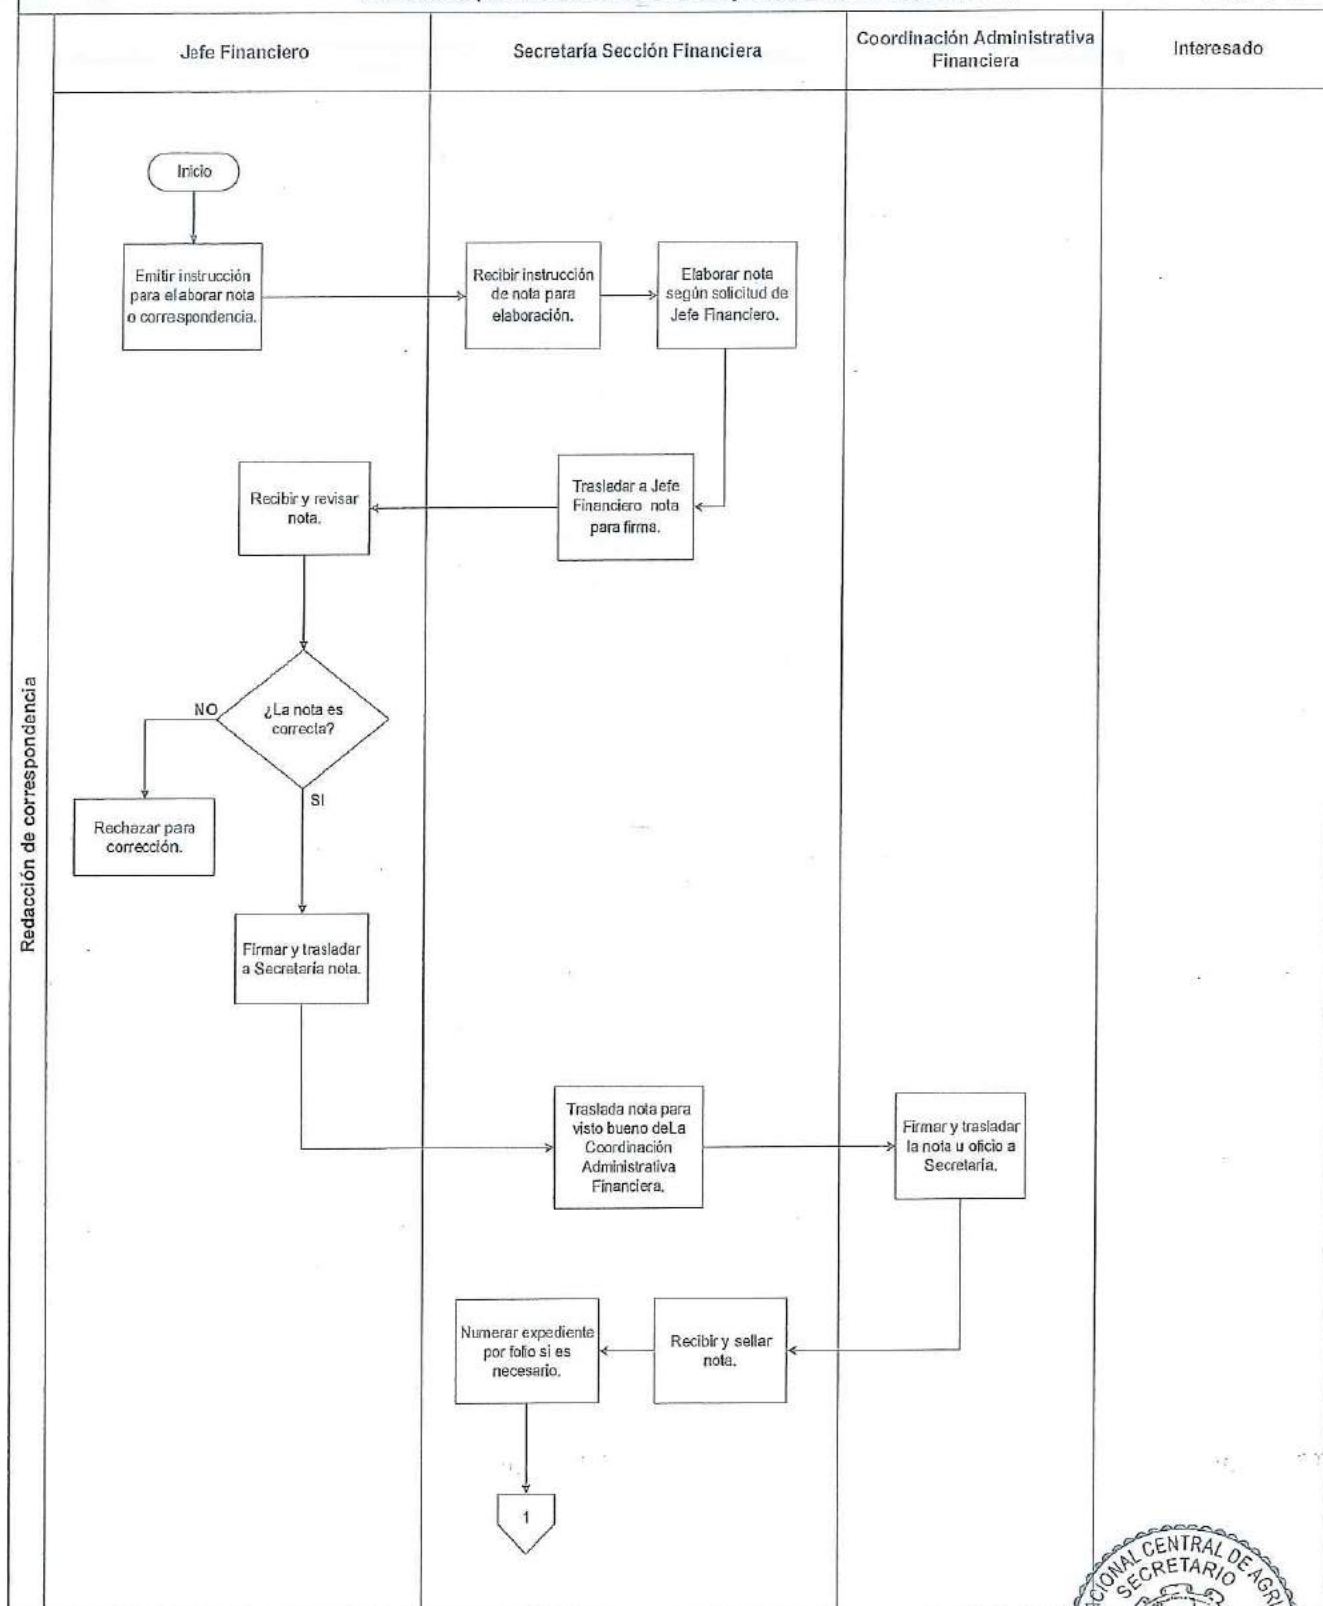 Jefe Financiero
Secretaría Sección Financiera
Coordinación Administrativa
Financiera
Interesado
Redacción de correspondencia
Inicio
Emitir instrucción
para elaborar nota
o correspondencia.
Recibir instrucción
de nota para
elaboración.
Elaborar nota
según solicitud de
Jefe Financiero.
Trasladar a Jefe
Financiero nota
para firma.
Recibir y revisar
nota.
¿La nota es
correcta?
NO
SI
Rechazar para
corrección.
Firmar y trasladar
a Secretaría nota.
Traslada nota para
visto bueno deLa
Coordinación
Administrativa
Financiera.
Firmar y trasladar
la nota u oficio a
Secretaría.
Recibir y sellar
nota.
Numerar expediente
por folio si es
necesario.
1
CENTRAL DE
SECRETARIO